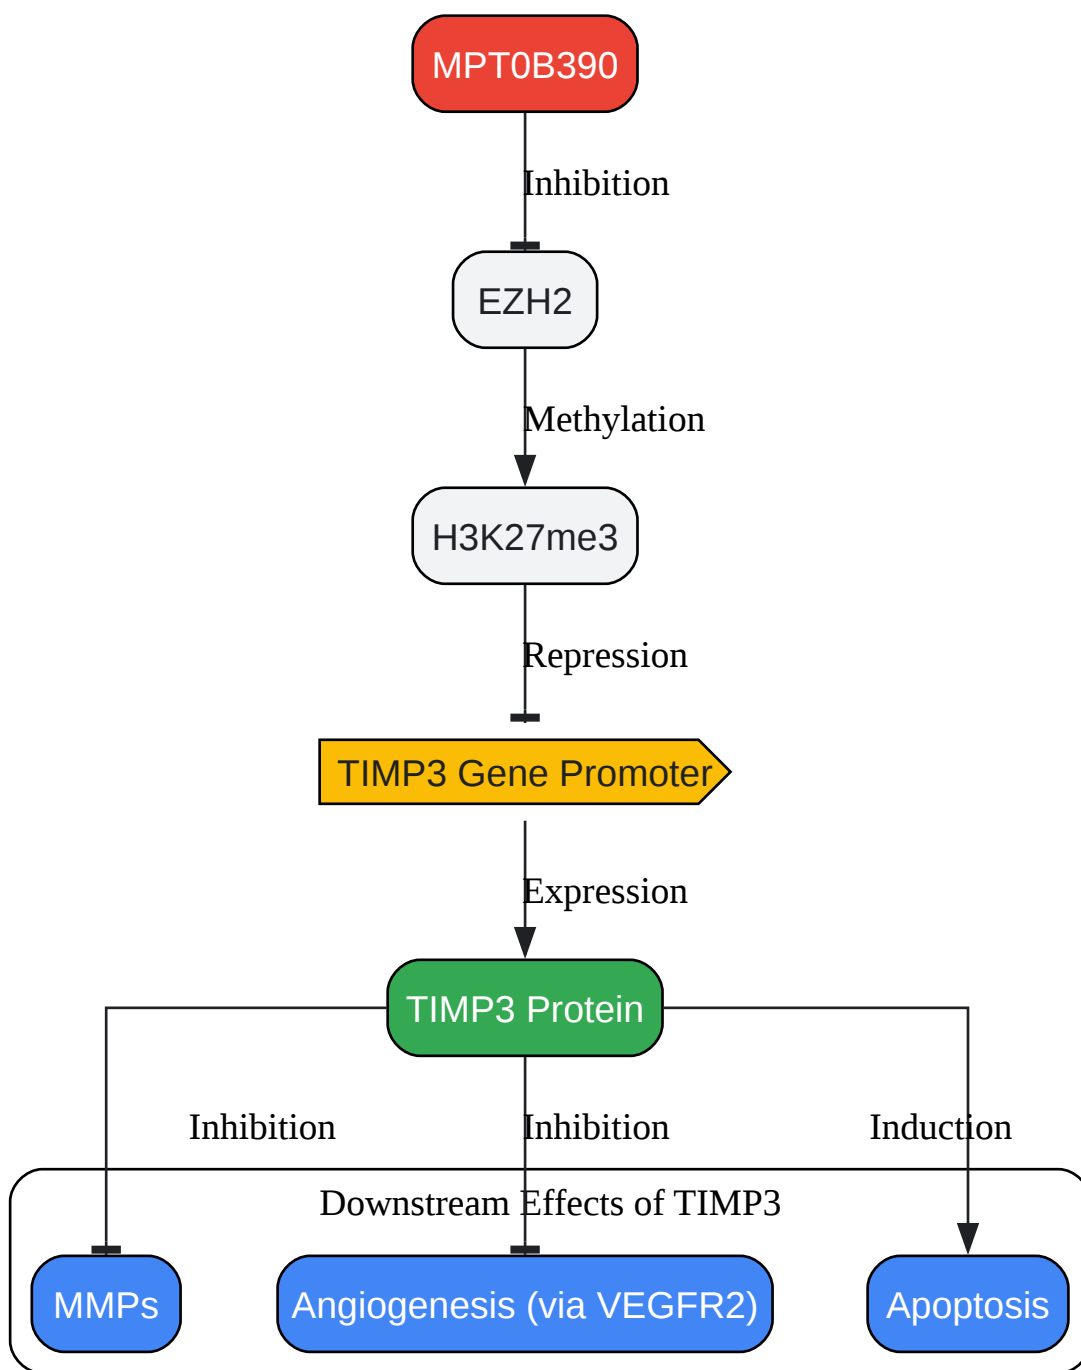 MPT0B390
Inhibition
EZH2
Methylation
H3K27me3
Repression
TIMP3 Gene Promoter
Expression
TIMP3 Protein
Inhibition
Inhibition
Induction
Downstream Effects of TIMP3
MMPs
Angiogenesis (via VEGFR2)
Apoptosis